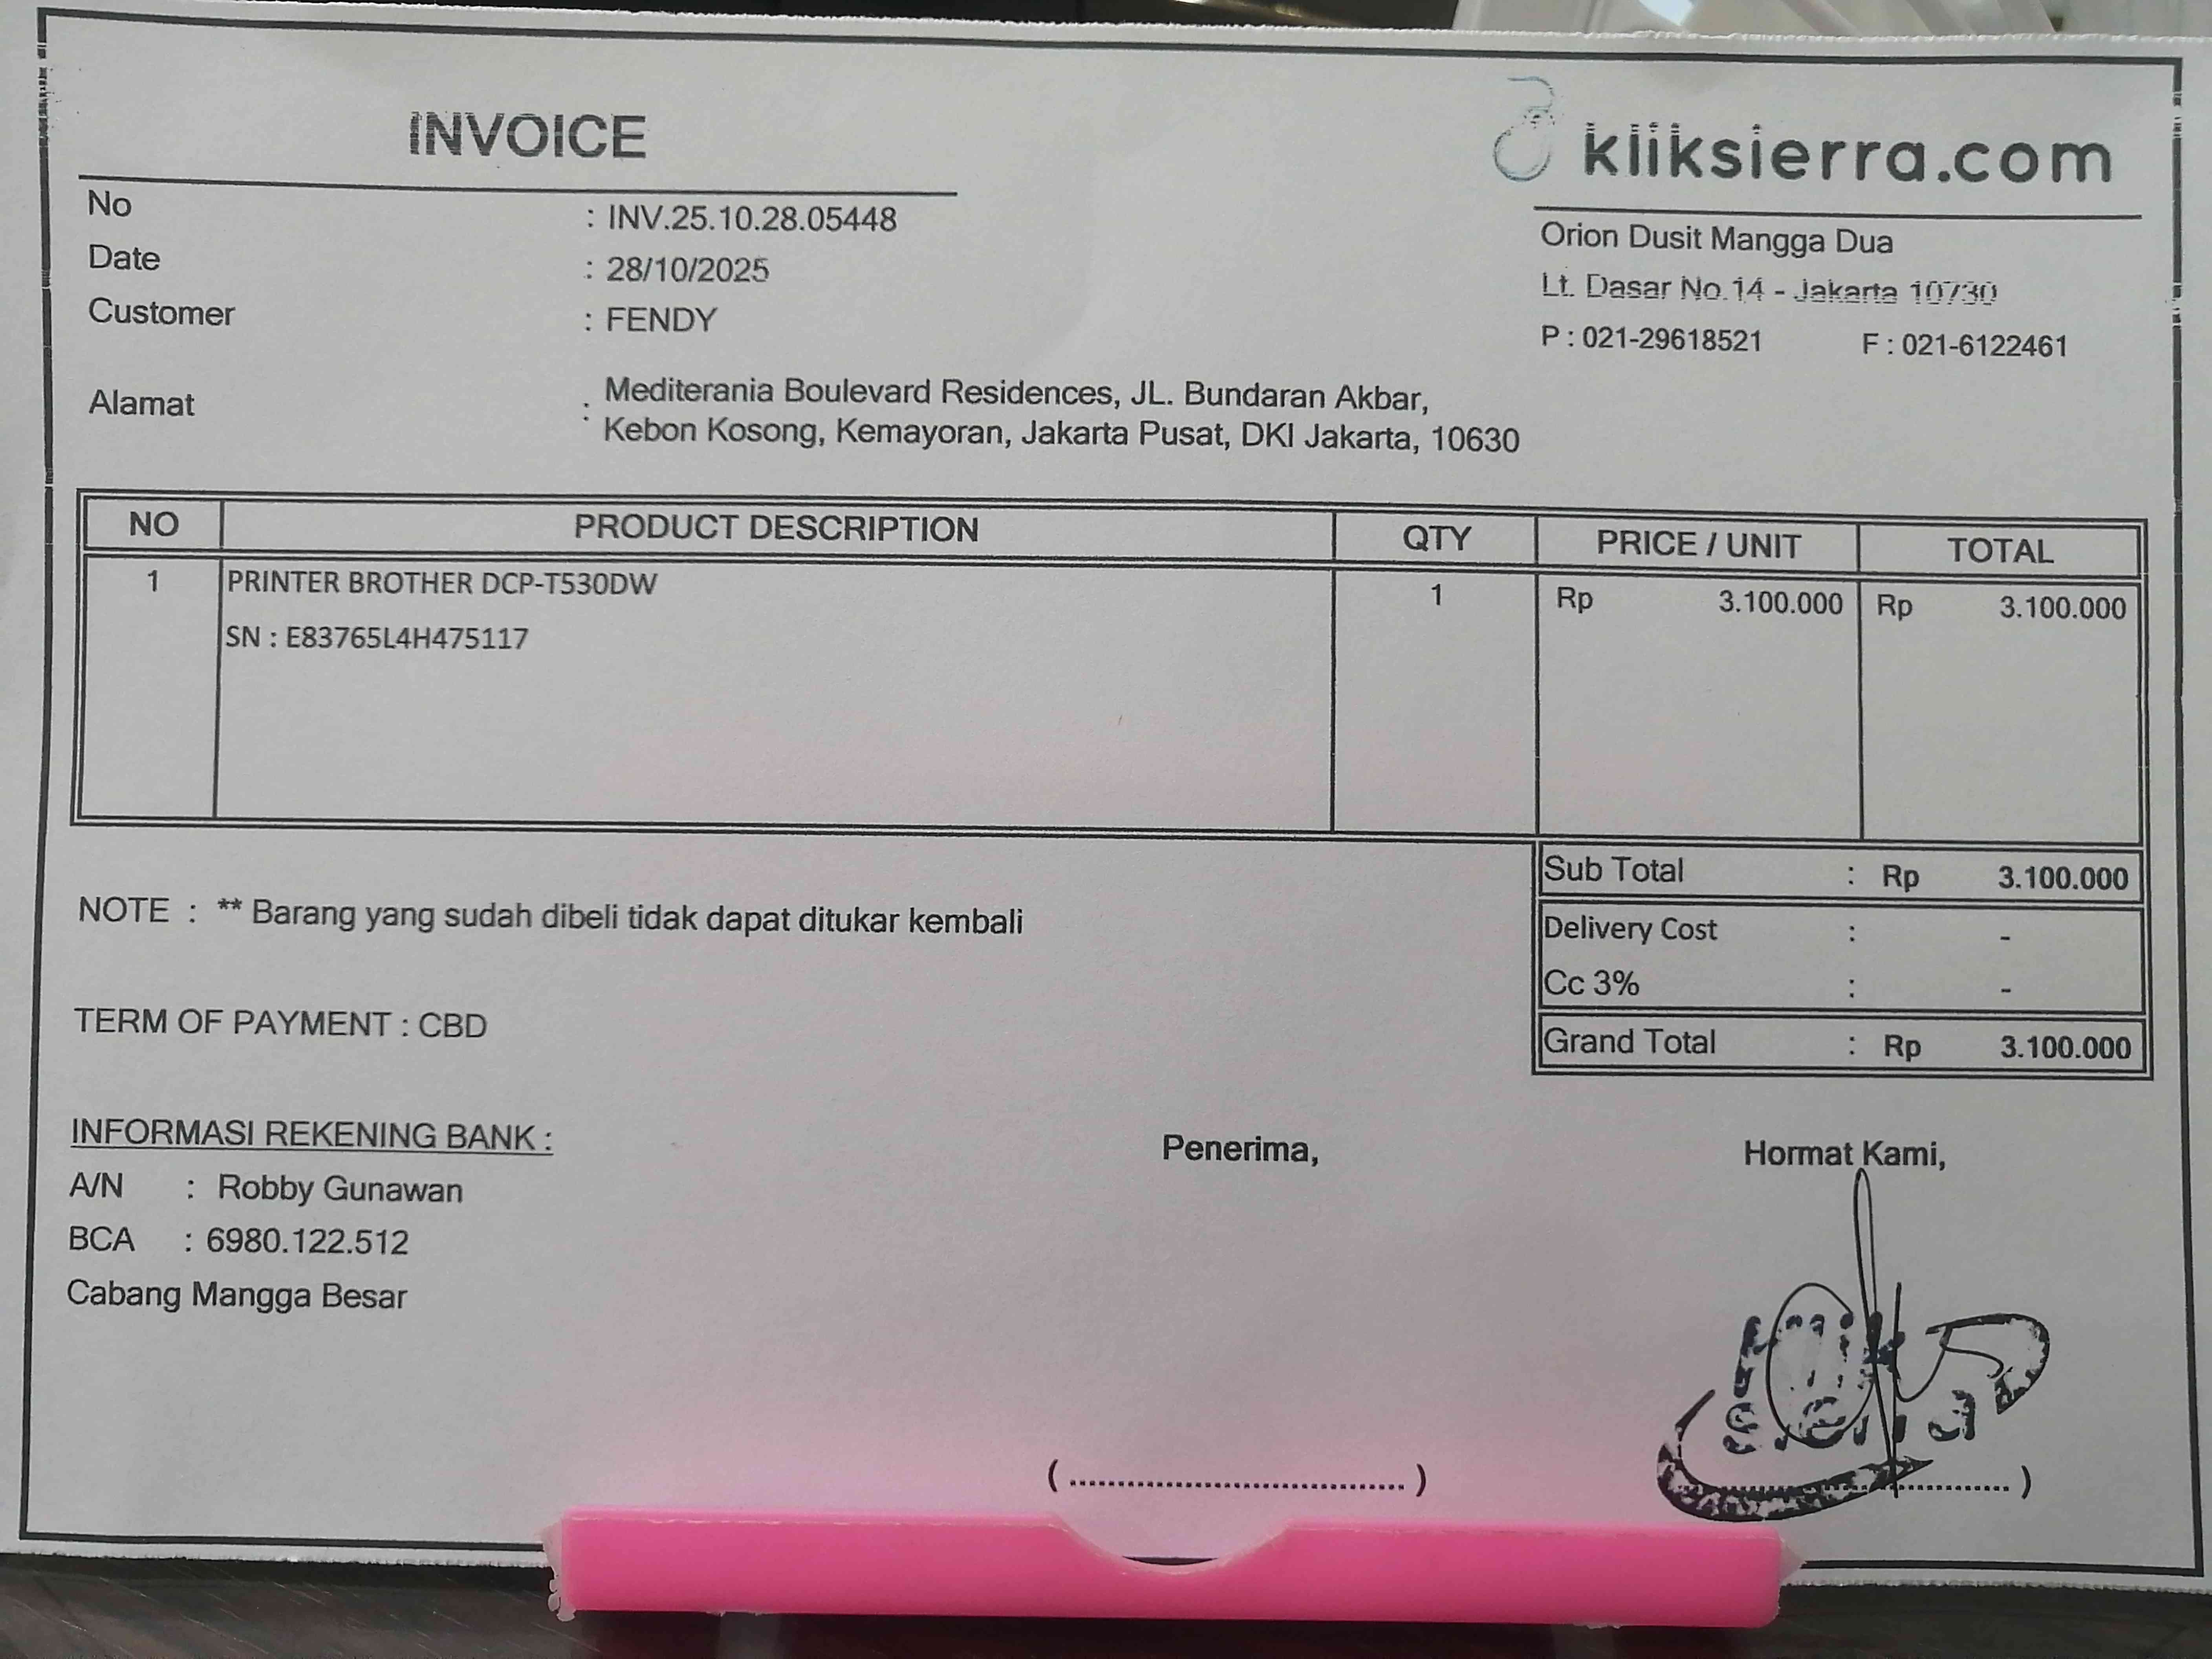 INVOICE
kliksierra.com
No : INV.25.10.28.05448
Date : 28/10/2025
Customer : FENDY
Alamat : Mediterania Boulevard Residences, JL. Bundaran Akbar,
Kebon Kosong, Kemayoran, Jakarta Pusat, DKI Jakarta, 10630
Orion Dusit Mangga Dua
Lt. Dasar No.14 - Jakarta 10730
P : 021-29618521 F : 021-6122461
NO PRODUCT DESCRIPTION QTY PRICE / UNIT TOTAL
1 PRINTER BROTHER DCP-T530DW 1 Rp 3.100.000 Rp 3.100.000
SN : E83765L4H475117
Sub Total : Rp 3.100.000
Delivery Cost : -
Cc 3% : -
Grand Total : Rp 3.100.000
NOTE : ** Barang yang sudah dibeli tidak dapat ditukar kembali
TERM OF PAYMENT : CBD
INFORMASI REKENING BANK :
A/N : Robby Gunawan
BCA : 6980.122.512
Cabang Mangga Besar
Penerima,
Hormat Kami,